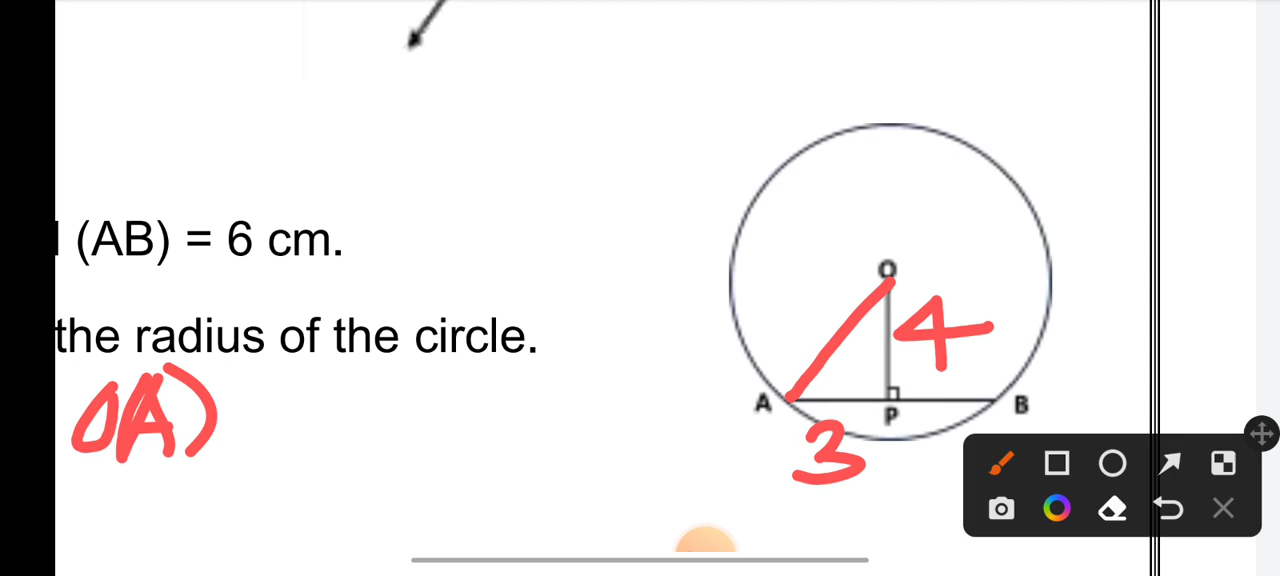 (AB) = 6 cm.
the radius of the circle.
OA)
O
4
A
P
B
3